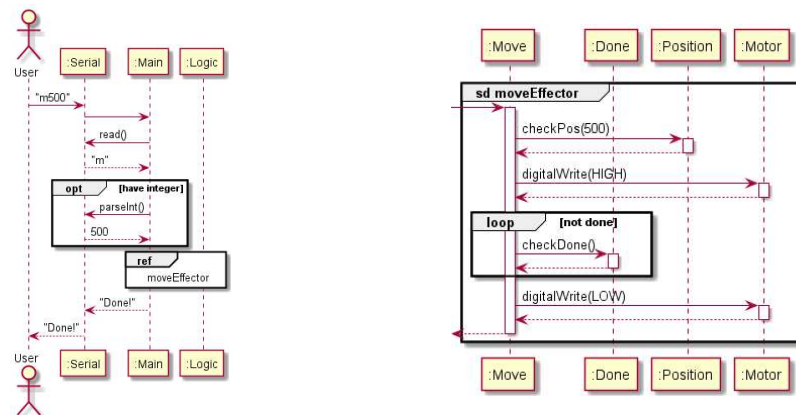 User
:Serial
:Main
:Logic
"m500"
read()
"m"
opt
[have integer]
parseInt()
500
ref
moveEffector
"Done!"
"Done!"
User
:Serial
:Main
:Logic
:Move
:Done
:Position
:Motor
sd moveEffector
checkPos(500)
digitalWrite(HIGH)
loop
[not done]
checkDone()
digitalWrite(LOW)
:Move
:Done
:Position
:Motor